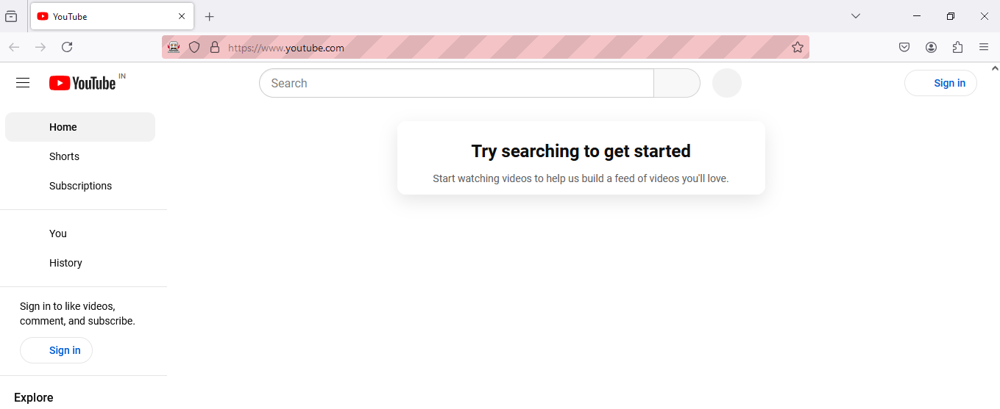 YouTube
https://www.youtube.com
YouTube IN
Search
Sign in
Home
Shorts
Subscriptions
You
History
Sign in to like videos,
comment, and subscribe.
Sign in
Explore
Try searching to get started
Start watching videos to help us build a feed of videos you'll love.